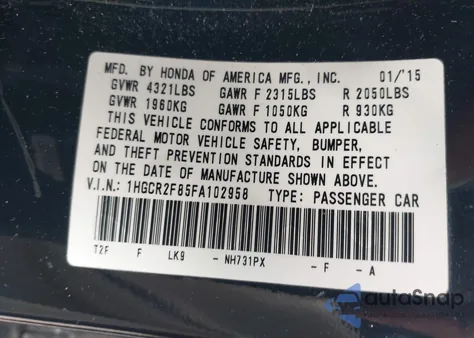 MFD. BY HONDA OF AMERICA MFG., INC. 01/'15
GVWR 4321LBS GAWR F 2315LBS R 2050LBS
GVWR 1960KG GAWR F 1050KG R 930KG
THIS VEHICLE CONFORMS TO ALL APPLICABLE
FEDERAL MOTOR VEHICLE SAFETY, BUMPER,
AND THEFT PREVENTION STANDARDS IN EFFECT
ON THE DATE OF MANUFACTURE SHOWN ABOVE.
V.I.N.: 1HGCR2F85FA102958 TYPE: PASSENGER CAR
T2F F LK9 - NH731PX - F - A
autoSnap